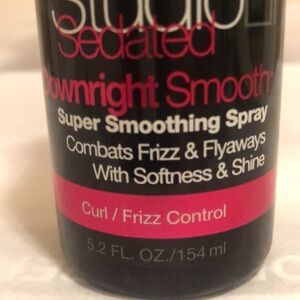 Studio
Sedated
Downright Smooth
Super Smoothing Spray
Combats Frizz & Flyaways
With Softness & Shine
Curl / Frizz Control
5.2 FL. OZ./154 ml